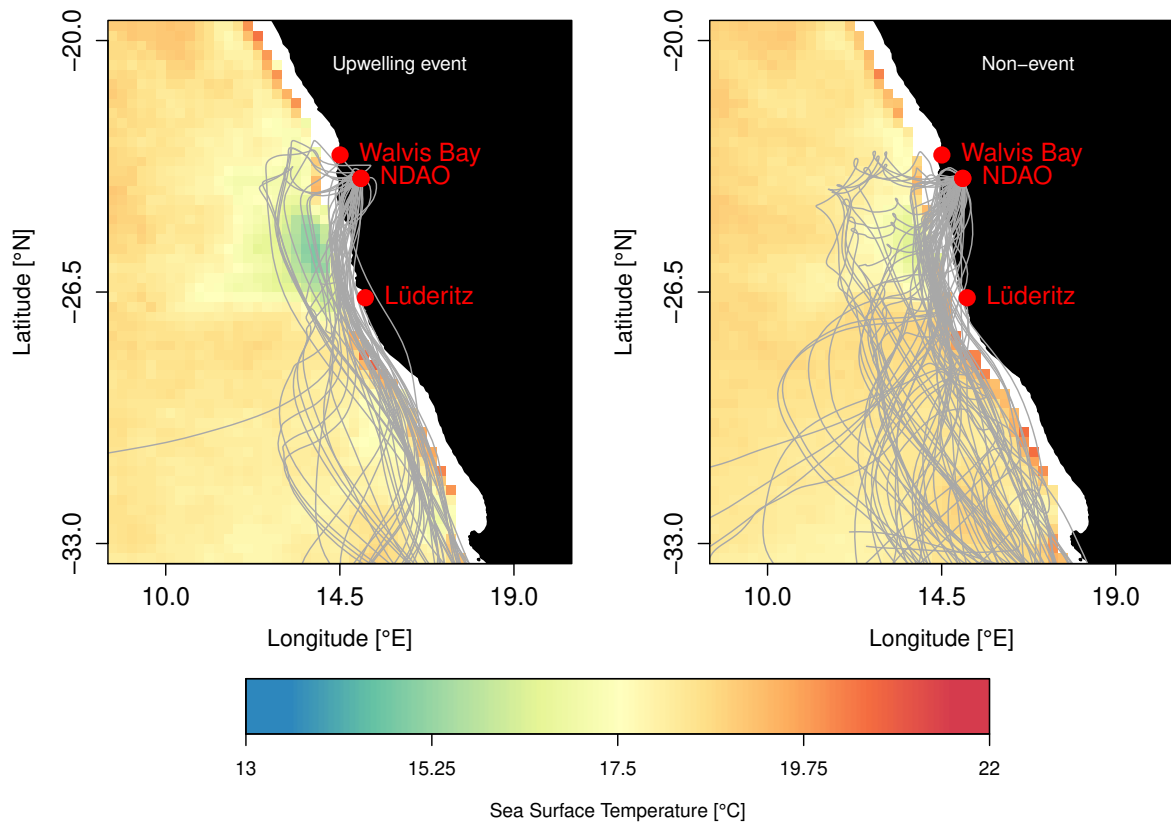 Upwelling event
Walvis Bay
NDAO
Lüderitz
−20.0
−26.5
−33.0
Latitude [°N]
10.0 14.5 19.0
Longitude [°E]
Non−event
Walvis Bay
NDAO
Lüderitz
−20.0
−26.5
−33.0
Latitude [°N]
10.0 14.5 19.0
Longitude [°E]
13 15.25 17.5 19.75 22
Sea Surface Temperature [°C]